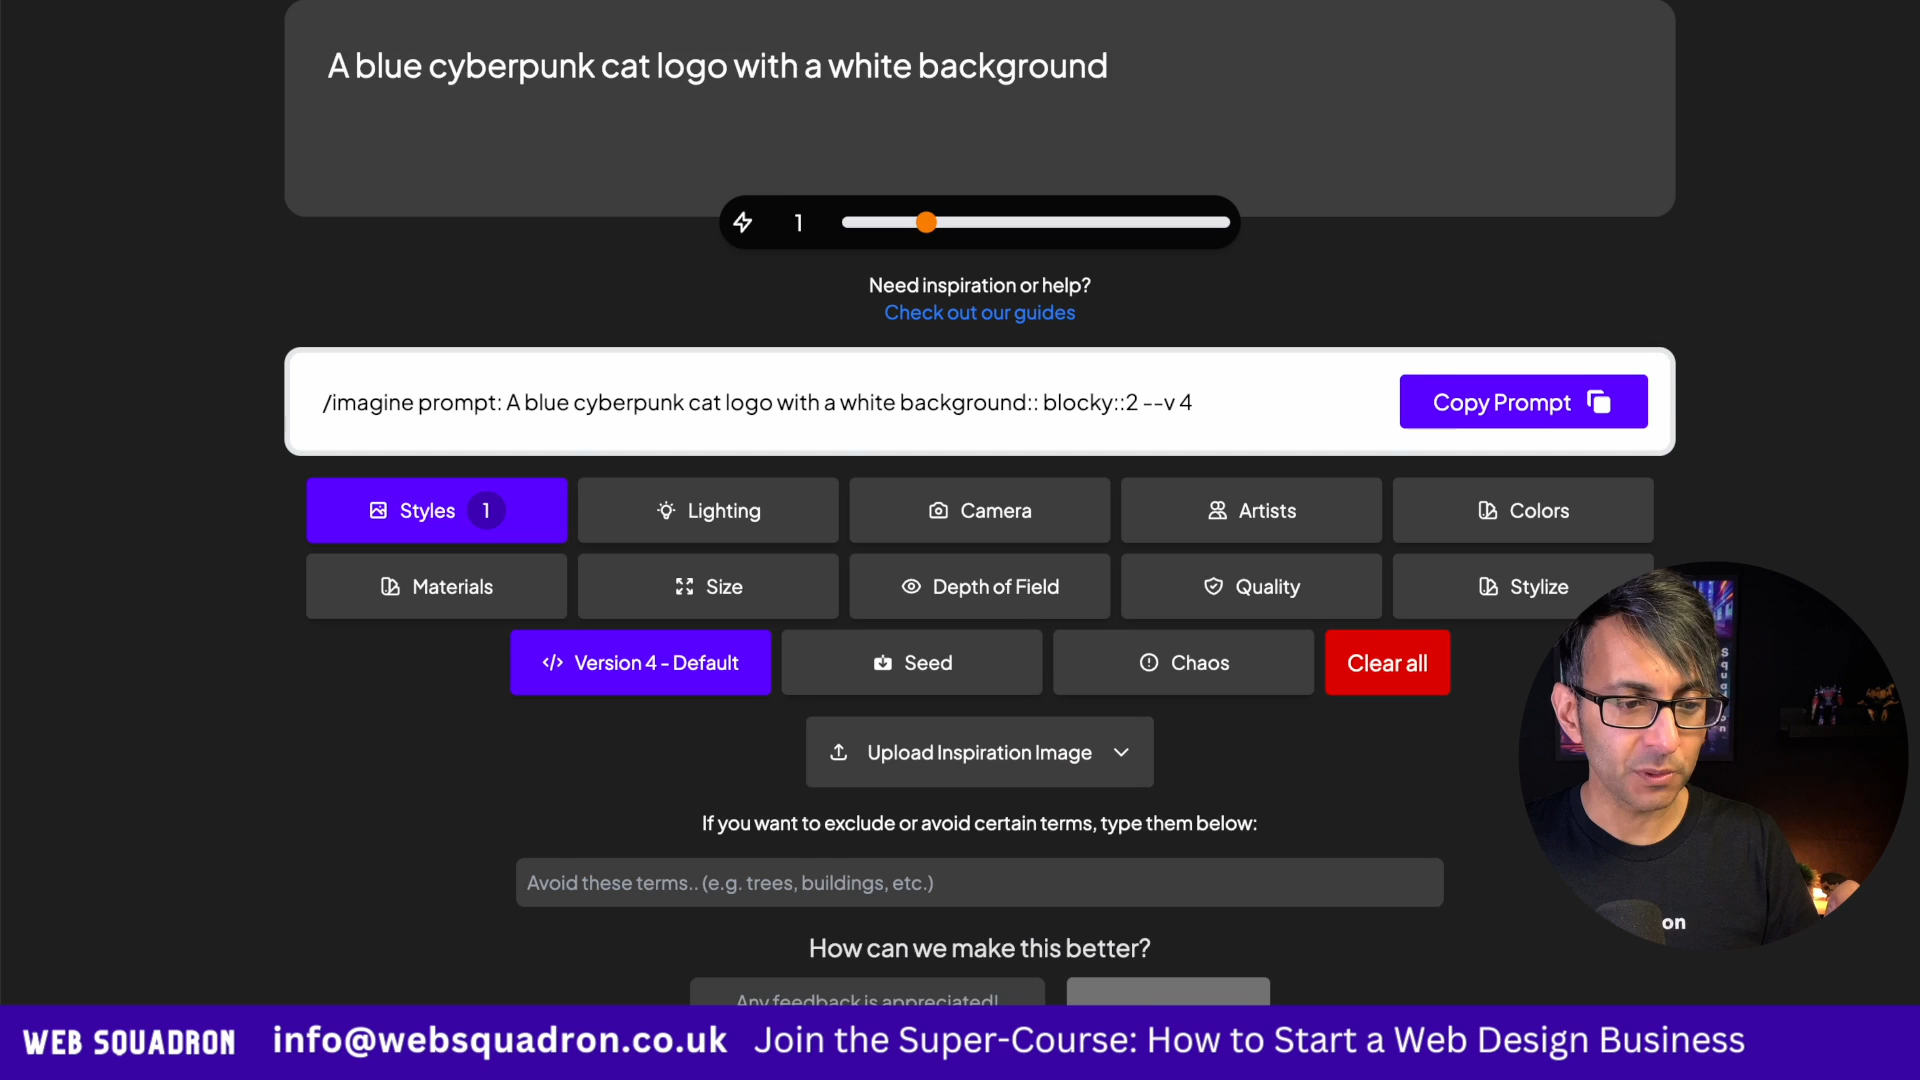 A blue cyberpunk cat logo with a white background
1
Need inspiration or help?
Check out our guides
/imagine prompt: A blue cyberpunk cat logo with a white background:: blocky::2 --v 4
Copy Prompt
Styles 1
Lighting
Camera
Artists
Colors
Materials
Size
Depth of Field
Quality
Stylize
Version 4 - Default
Seed
Chaos
Clear all
Upload Inspiration Image
If you want to exclude or avoid certain terms, type them below:
Avoid these terms.. (e.g. trees, buildings, etc.)
on
How can we make this better?
Any feedback is appreciated!
WEB SQUADRON info@websquadron.co.uk Join the Super-Course: How to Start a Web Design Business